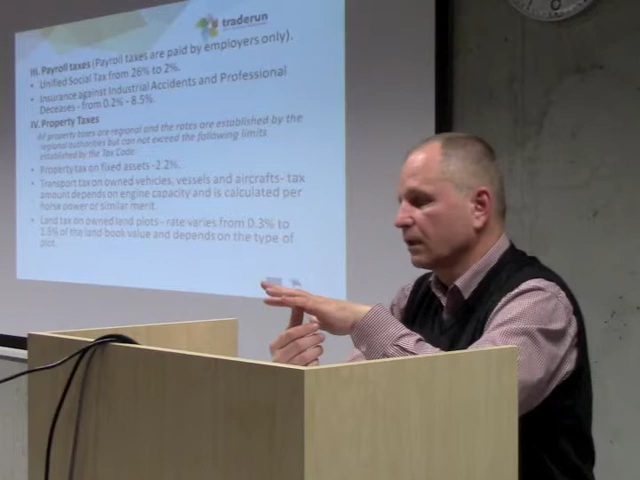 traderun
III. Payroll taxes (Payroll taxes are paid by employers only).
• Unified Social Tax from 26% to 2%.
• Insurance against Industrial Accidents and Professional
Deceases - from 0.2% - 8.5%.
IV. Property Taxes
All property taxes are regional and the rates are established by the
regional authorities but can not exceed the following limits
established by the Tax Code.
• Property tax on fixed assets -2.2%.
• Transport tax on owned vehicles, vessels and aircrafts- tax
amount depends on engine capacity and is calculated per
horse power or similar merit.
• Land tax on owned land plots - rate varies from 0.3% to
1.5% of the land book value and depends on the type of
plot.